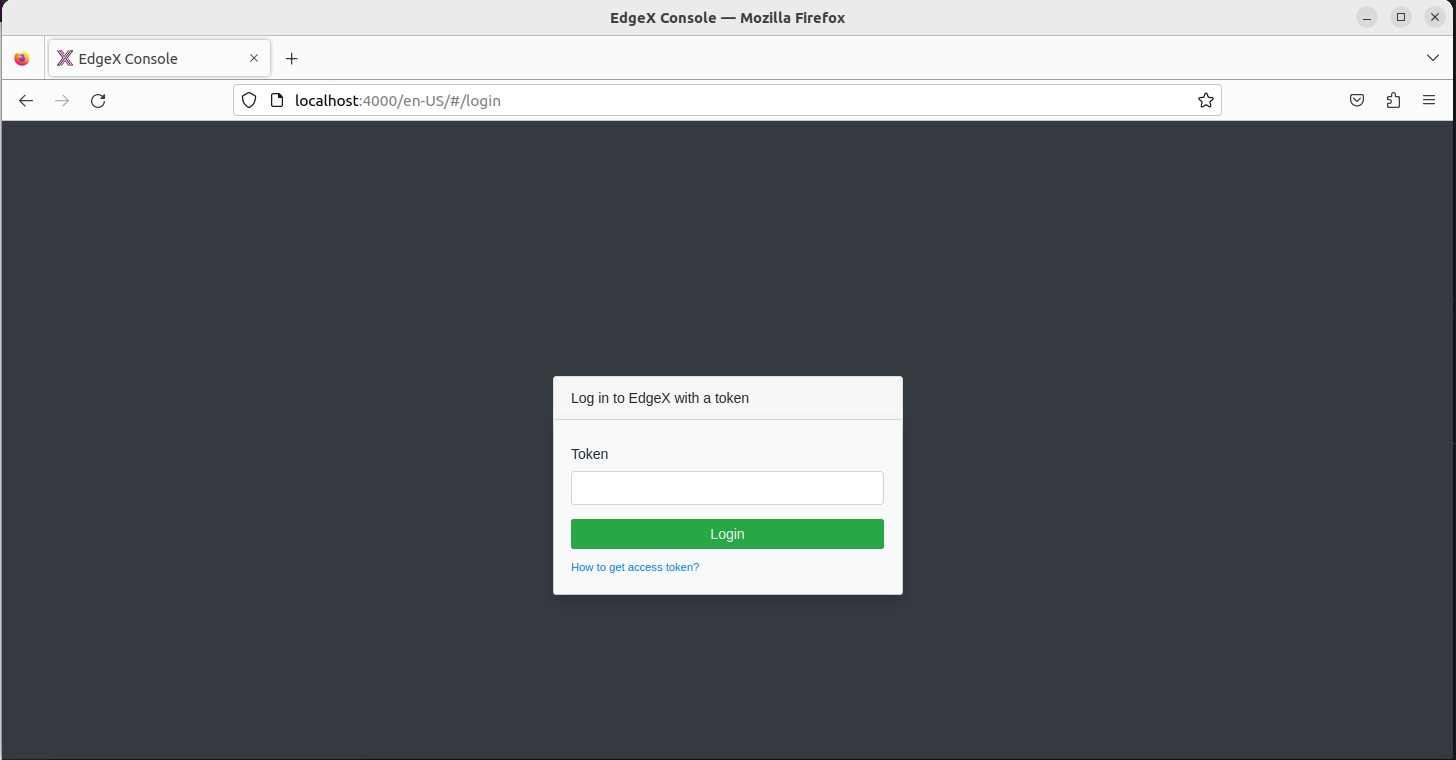 EdgeX Console — Mozilla Firefox
EdgeX Console
localhost:4000/en-US/#/login
Log in to EdgeX with a token
Token
Login
How to get access token?